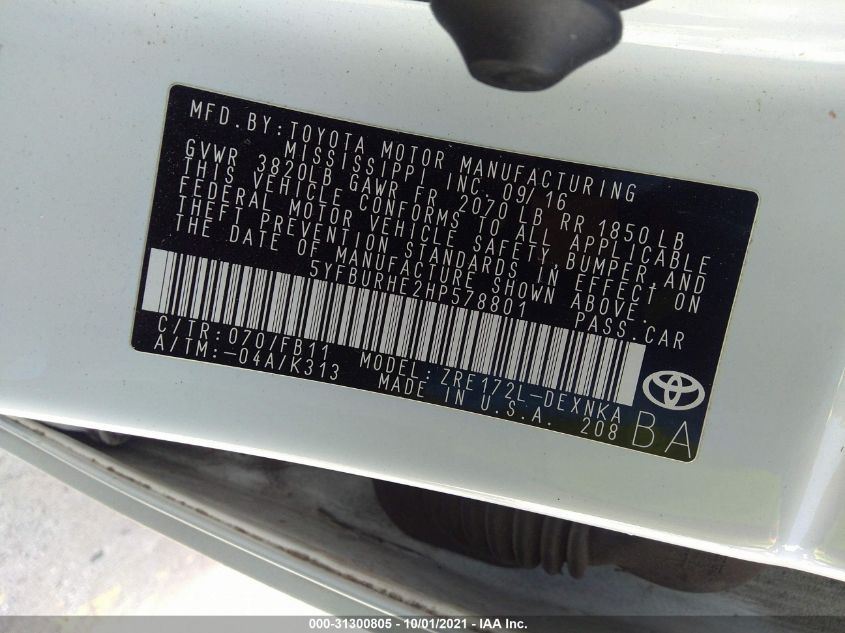 MFD.BY:TOYOTA MOTOR MANUFACTURING
MISSISSIPPI INC. 09/16
GVWR 3820LB GAWR FR 2070LB RR 1850LB
THIS VEHICLE CONFORMS TO ALL APPLICABLE
FEDERAL MOTOR VEHICLE SAFETY, BUMPER, AND
THEFT PREVENTION STANDARDS IN EFFECT ON
THE DATE OF MANUFACTURE SHOWN ABOVE.
5YFBURHE2HP578801 PASS.CAR
C/TR:070/FB11 MODEL:ZRE172L-DEXNKA
A/TM:-04A/K313 MADE IN U.S.A. 208
BA
000-31300805 - 10/01/2021 - IAA Inc.